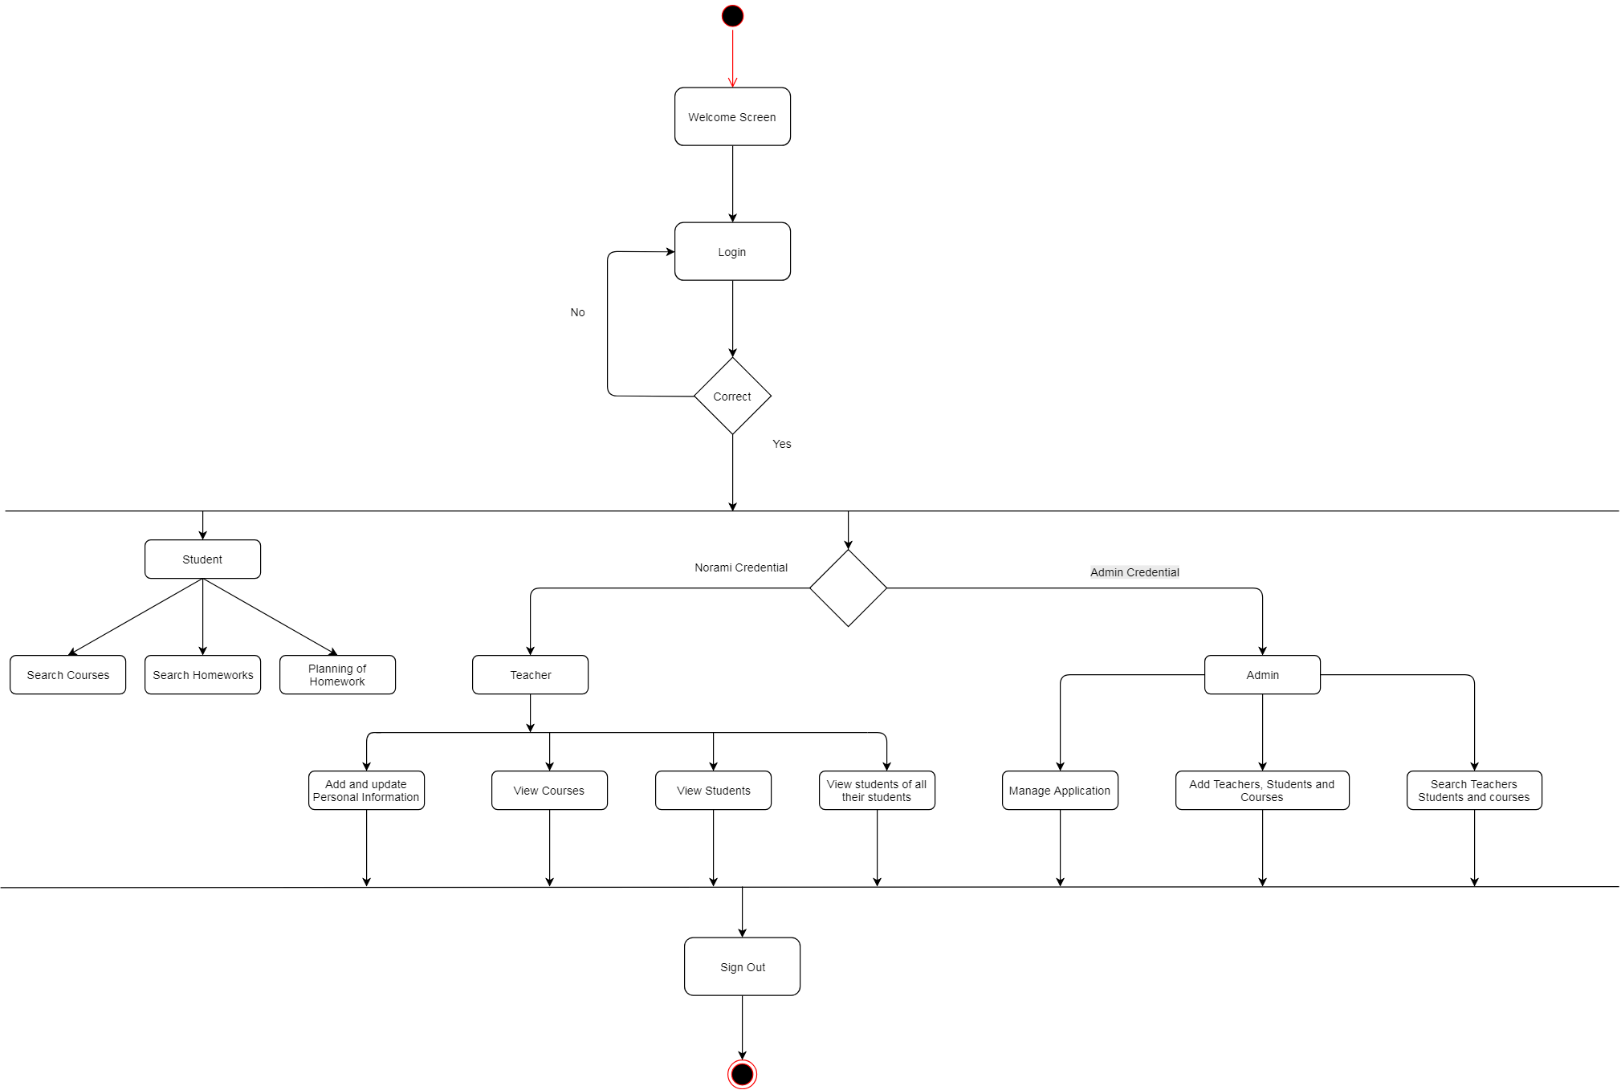 Welcome Screen
Login
No
Correct
Yes
Student
Norami Credential
Admin Credential
Search Courses
Search Homeworks
Planning of
Homework
Teacher
Admin
Add and update
Personal Information
View Courses
View Students
View students of all
their students
Manage Application
Add Teachers, Students and
Courses
Search Teachers
Students and courses
Sign Out